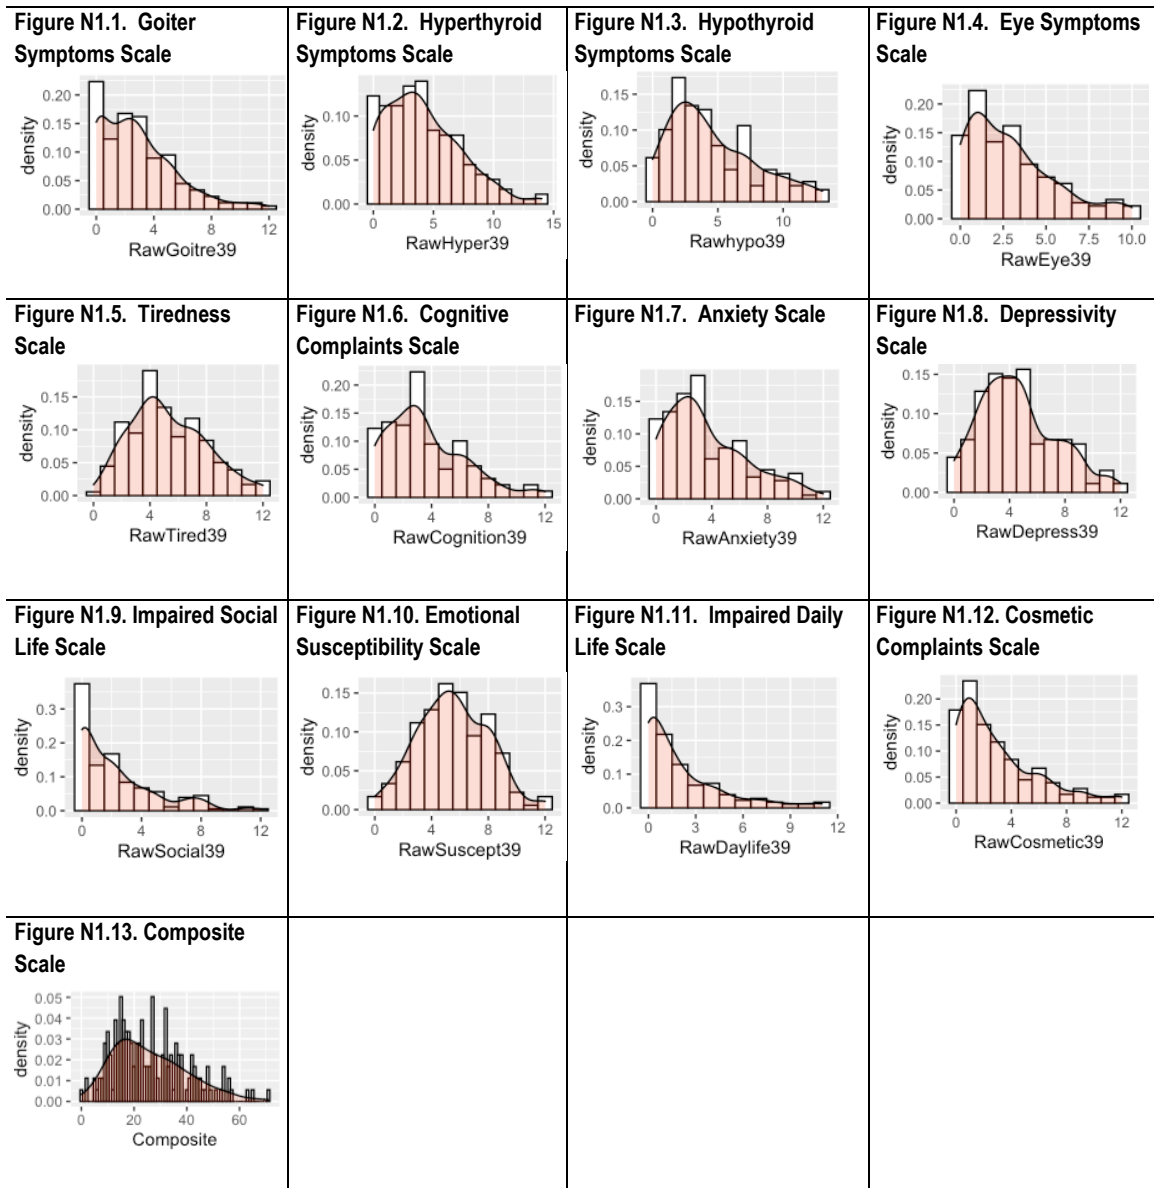 Figure N1.1. Goiter
Symptoms Scale
density
0.20
0.15
0.10
0.05
0.00
0 4 8 12
RawGoitre39
Figure N1.2. Hyperthyroid
Symptoms Scale
density
0.10
0.05
0.00
0 5 10 15
RawHyper39
Figure N1.3. Hypothyroid
Symptoms Scale
density
0.15
0.10
0.05
0.00
0 5 10
Rawhypo39
Figure N1.4. Eye Symptoms
Scale
density
0.20
0.15
0.10
0.05
0.00
0.0 2.5 5.0 7.5 10.0
RawEye39
Figure N1.5. Tiredness
Scale
density
0.15
0.10
0.05
0.00
0 4 8 12
RawTired39
Figure N1.6. Cognitive
Complaints Scale
density
0.20
0.15
0.10
0.05
0.00
0 4 8 12
RawCognition39
Figure N1.7. Anxiety Scale
density
0.15
0.10
0.05
0.00
0 4 8 12
RawAnxiety39
Figure N1.8. Depressivity
Scale
density
0.15
0.10
0.05
0.00
0 4 8 12
RawDepress39
Figure N1.9. Impaired Social
Life Scale
density
0.3
0.2
0.1
0.0
0 4 8 12
RawSocial39
Figure N1.10. Emotional
Susceptibility Scale
density
0.15
0.10
0.05
0.00
0 4 8 12
RawSuscept39
Figure N1.11. Impaired Daily
Life Scale
density
0.3
0.2
0.1
0.0
0 3 6 9 12
RawDaylife39
Figure N1.12. Cosmetic
Complaints Scale
density
0.20
0.15
0.10
0.05
0.00
0 4 8 12
RawCosmetic39
Figure N1.13. Composite
Scale
density
0.05
0.04
0.03
0.02
0.01
0.00
0 20 40 60
Composite